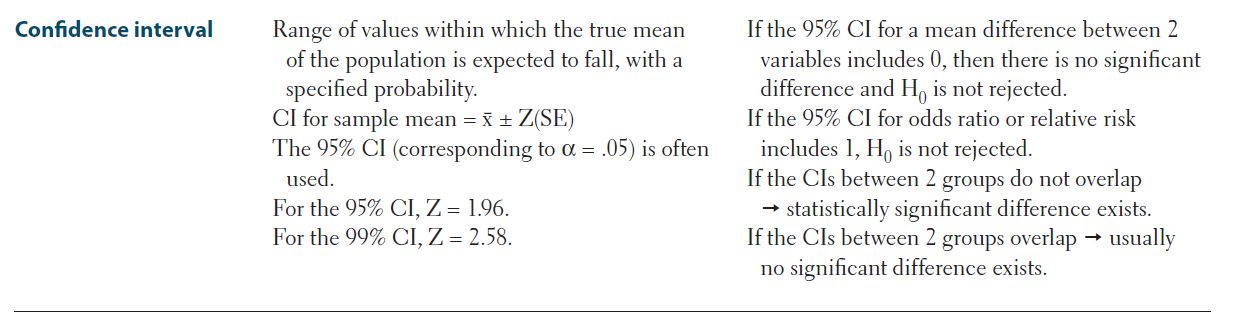 Confidence interval
Range of values within which the true mean
of the population is expected to fall, with a
specified probability.
CI for sample mean = x̄ ± Z(SE)
The 95% CI (corresponding to α = .05) is often
used.
For the 95% CI, Z = 1.96.
For the 99% CI, Z = 2.58.
If the 95% CI for a mean difference between 2
variables includes 0, then there is no significant
difference and H₀ is not rejected.
If the 95% CI for odds ratio or relative risk
includes 1, H₀ is not rejected.
If the CIs between 2 groups do not overlap
→ statistically significant difference exists.
If the CIs between 2 groups overlap → usually
no significant difference exists.